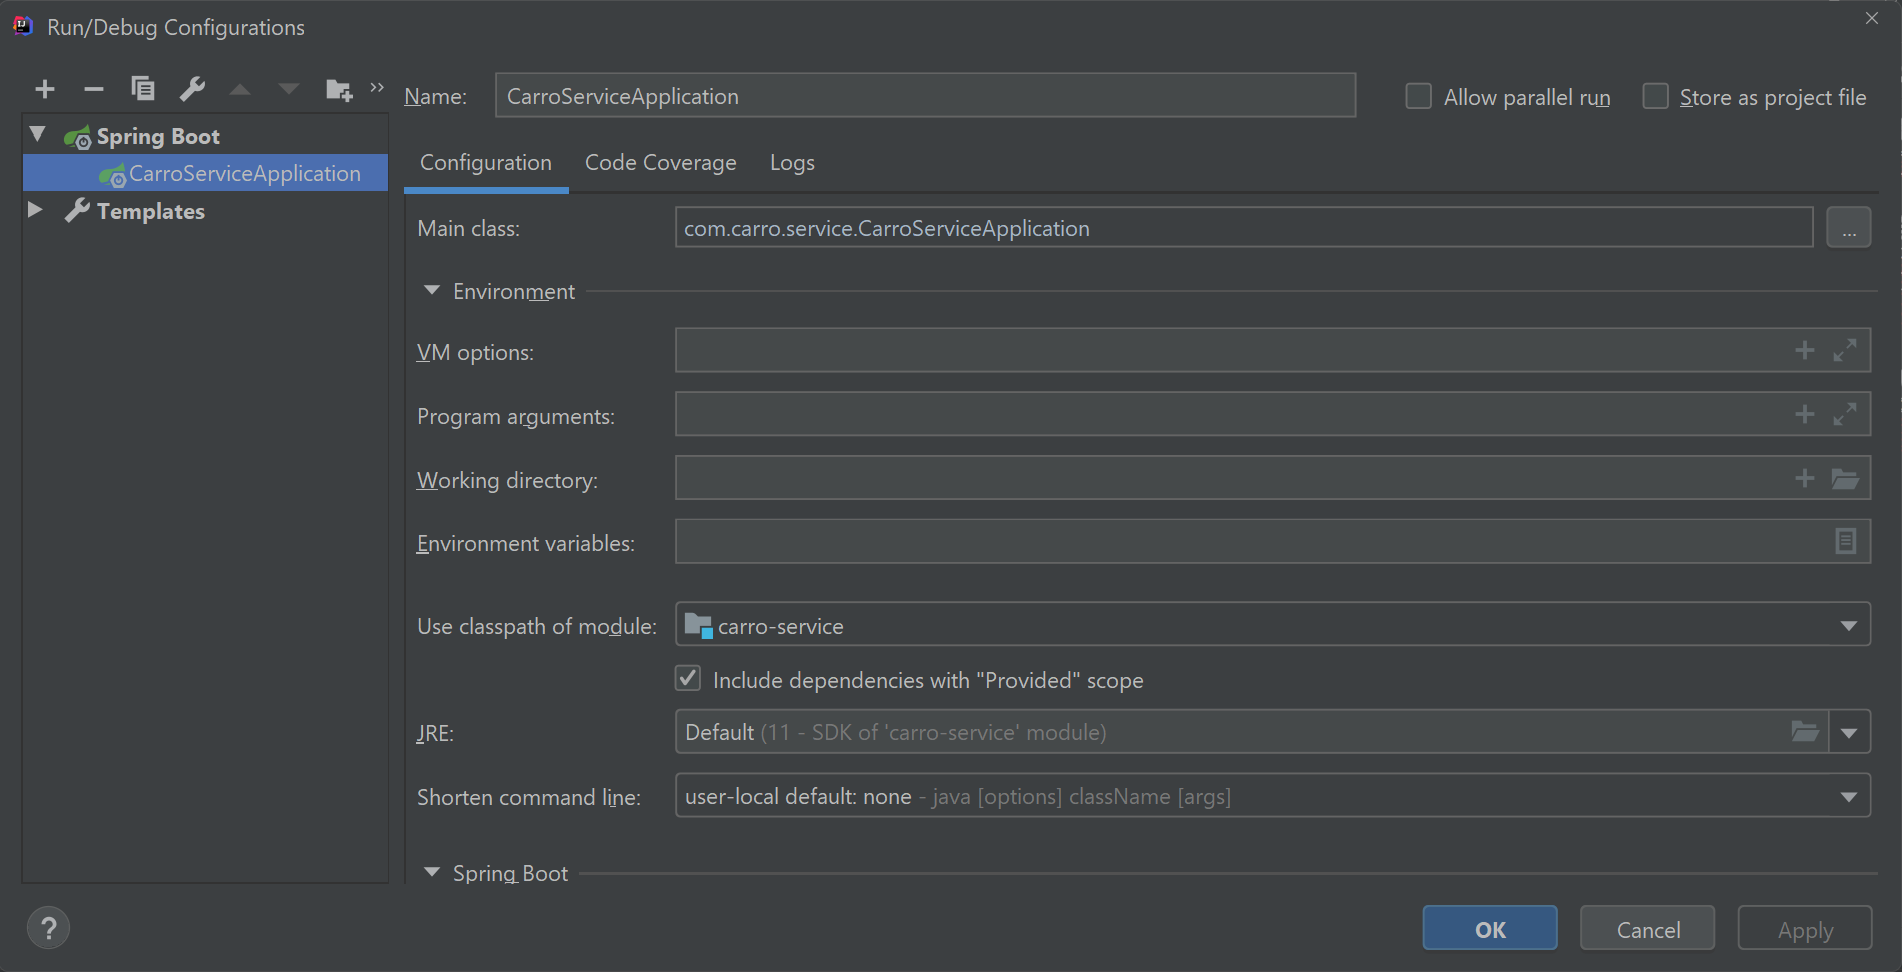 Run/Debug Configurations
Name: CarroServiceApplication Allow parallel run Store as project file
Spring Boot
CarroServiceApplication
Templates
Configuration Code Coverage Logs
Main class: com.carro.service.CarroServiceApplication ...
Environment
VM options:
Program arguments:
Working directory:
Environment variables:
Use classpath of module: carro-service
Include dependencies with "Provided" scope
JRE: Default (11 - SDK of 'carro-service' module)
Shorten command line: user-local default: none - java [options] className [args]
Spring Boot
? OK Cancel Apply